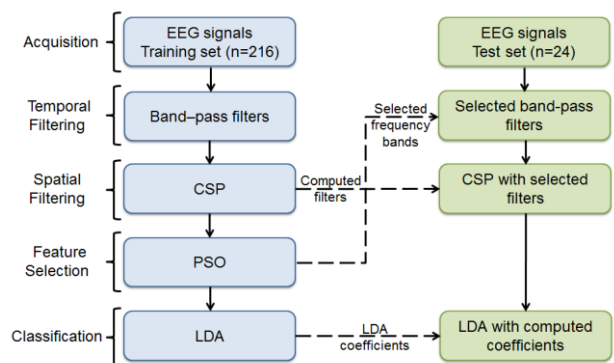 Acquisition
EEG signals
Training set (n=216)
EEG signals
Test set (n=24)
Temporal
Filtering
Band–pass filters
Selected
frequency
bands
Selected band-pass
filters
Spatial
Filtering
CSP
Computed
filters
CSP with selected
filters
Feature
Selection
PSO
Classification
LDA
LDA
coefficients
LDA with computed
coefficients